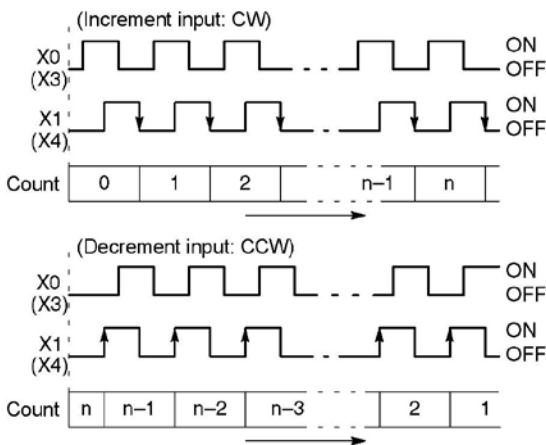 (Increment input: CW)
X0
(X3)
ON
OFF
X1
(X4)
ON
OFF
Count 0 1 2 n–1 n
(Decrement input: CCW)
X0
(X3)
ON
OFF
X1
(X4)
ON
OFF
Count n n–1 n–2 n–3 2 1